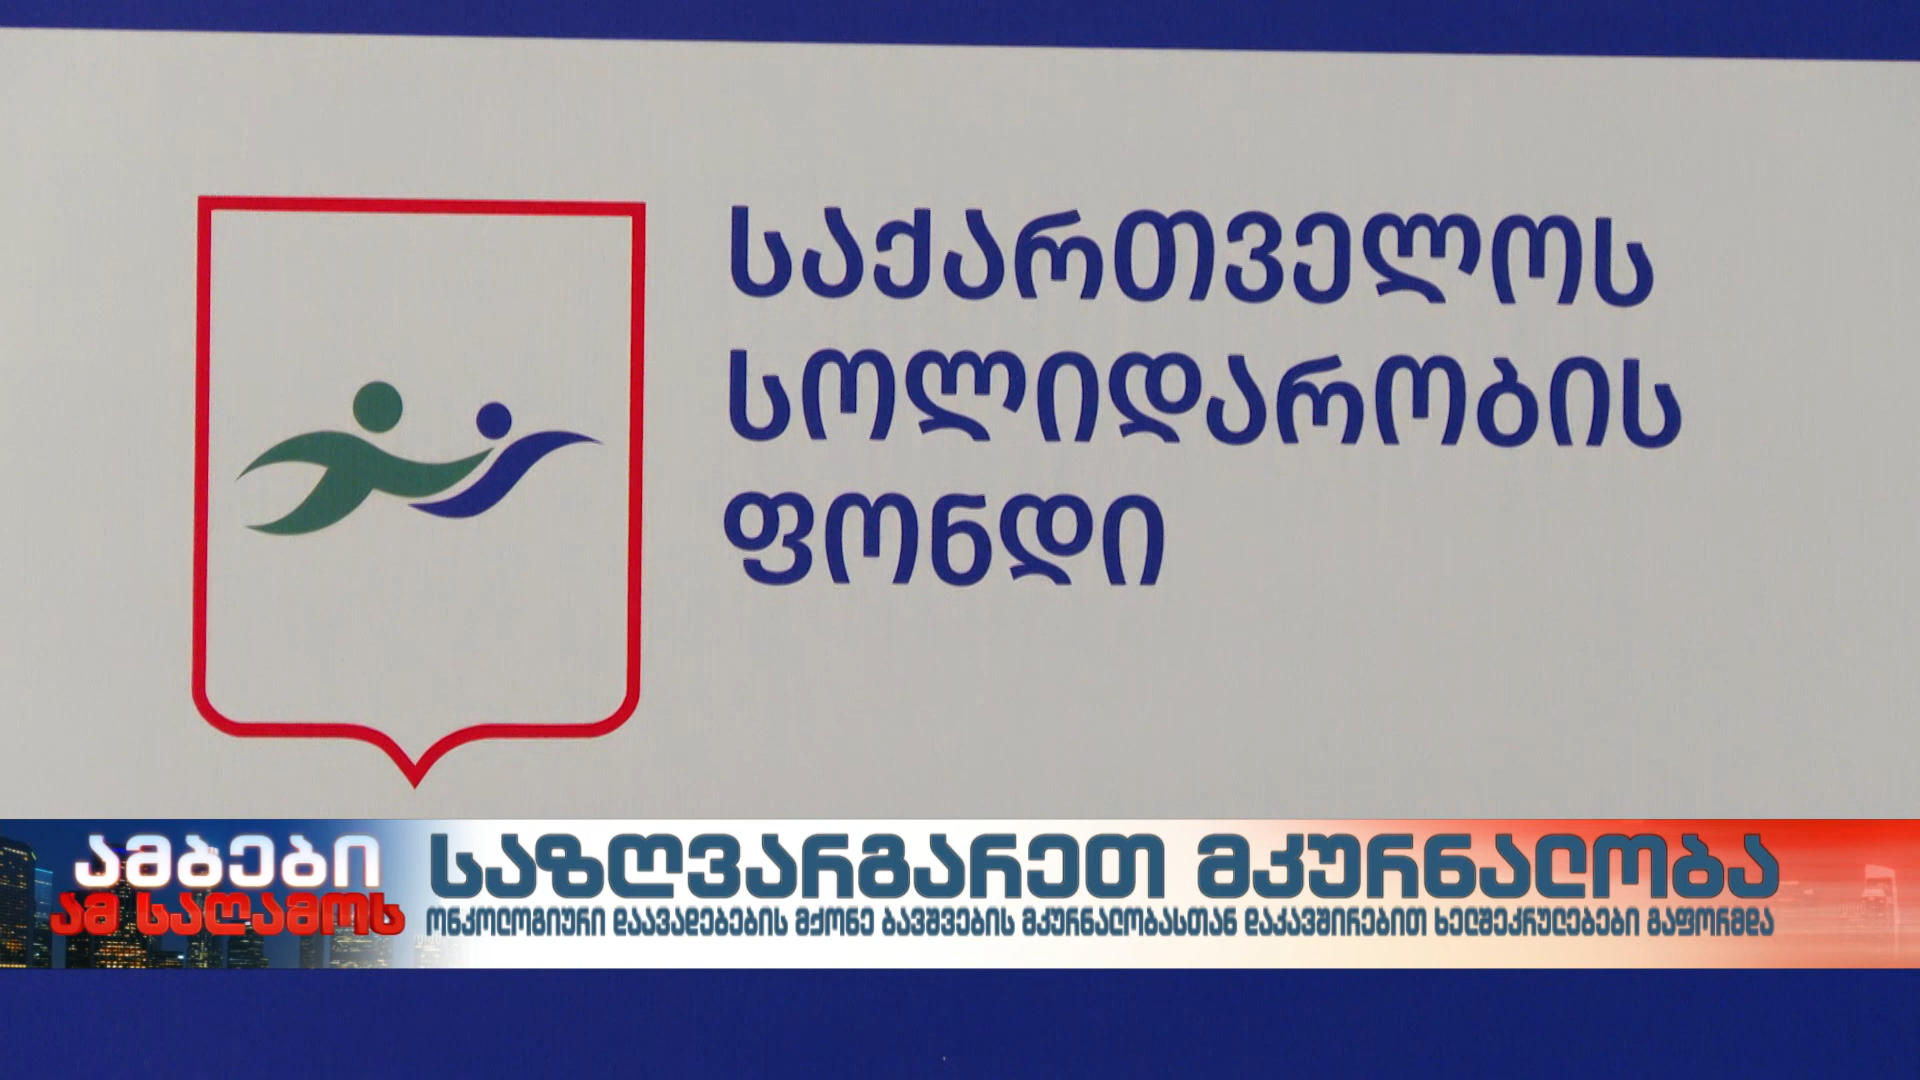 საქართველოს
სოლიდარობის
ფონდი
ამბები
ამ საღამოს
საზღვარგარეთ მკურნალობა
ონკოლოგიური დაავადებების მქონე ბავშვების მკურნალობასთან დაკავშირებით ხელშეკრულებები გაფორმდა